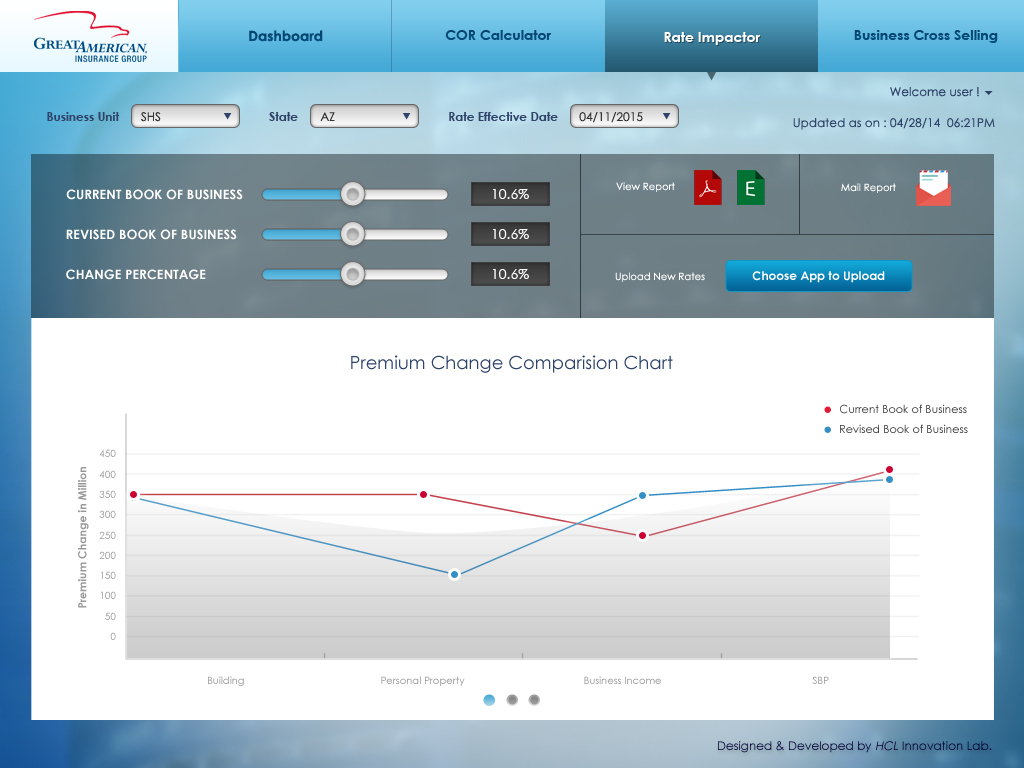 GREATAMERICAN.
INSURANCE GROUP
Dashboard
COR Calculator
Rate Impactor
Business Cross Selling
Welcome user !
Business Unit SHS State AZ Rate Effective Date 04/11/2015
Updated as on : 04/28/14 06:21PM
CURRENT BOOK OF BUSINESS 10.6%
REVISED BOOK OF BUSINESS 10.6%
CHANGE PERCENTAGE 10.6%
View Report
E
Mail Report
Upload New Rates
Choose App to Upload
Premium Change Comparision Chart
Current Book of Business
Revised Book of Business
Premium Change in Million
450
400
350
300
250
200
150
100
50
0
Building Personal Property Business Income SBP
Designed & Developed by HCL Innovation Lab.